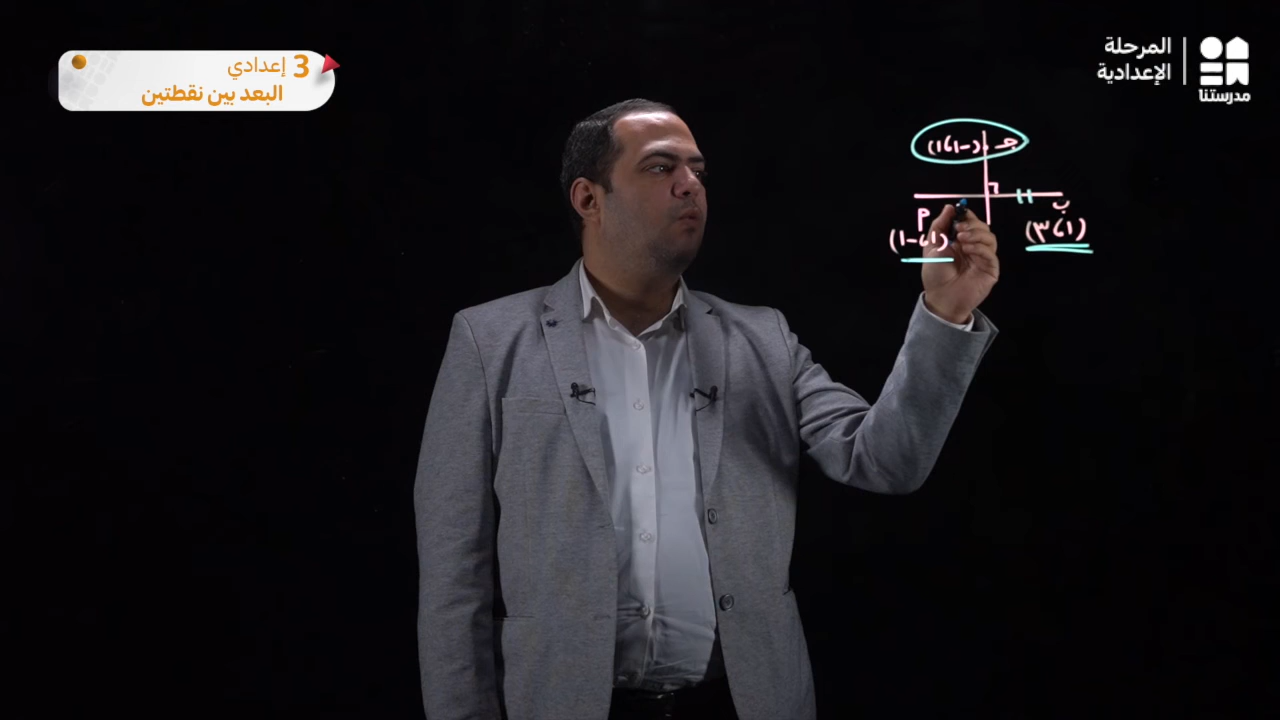 3 إعدادي
البعد بين نقطتين
المرحلة
الإعدادية
مدرستنا
جـ (-١، ١)
ب
(١، ٣)
أ
(١، -١)